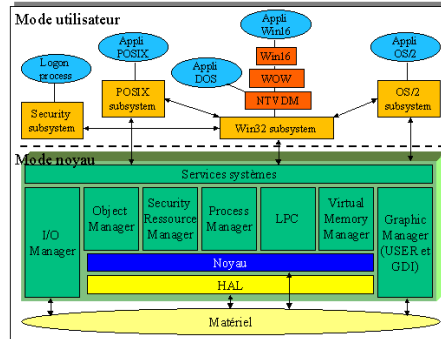 Mode utilisateur
Appli
Win16
Appli
POSIX
Appli
OS/2
Logon
process
Win16
Appli
DOS
WOW
NTVDM
POSIX
subsystem
OS/2
subsystem
Security
subsystem
Win32 subsystem
Mode noyau
Services systèmes
I/O
Manager
Object
Manager
Security
Ressource
Manager
Process
Manager
LPC
Virtual
Memory
Manager
Graphic
Manager
(USER et
GDI)
Noyau
HAL
Matériel